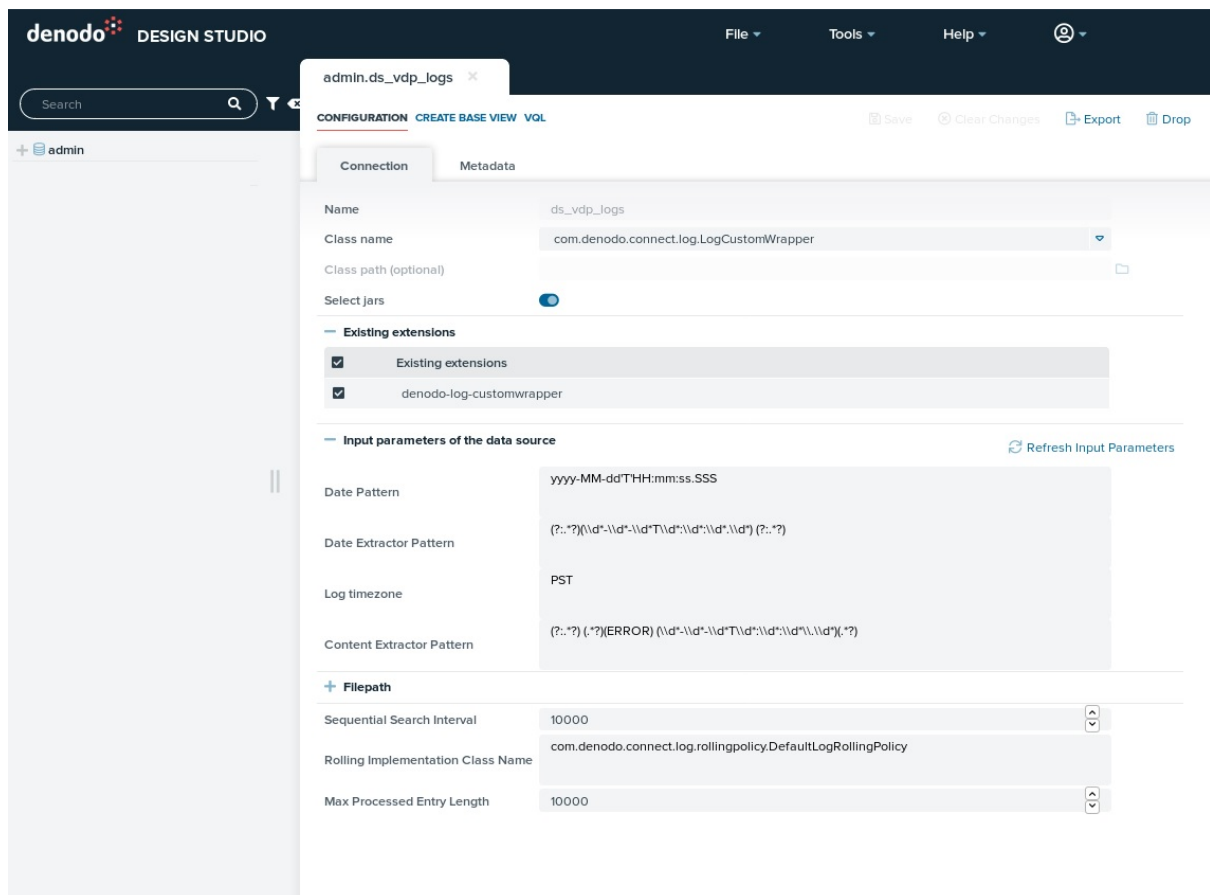 denodo DESIGN STUDIO File Tools Help
admin.ds_vdp_logs ×
Search
CONFIGURATION CREATE BASE VIEW VQL Save Clear Changes Export Drop
admin
Connection Metadata
Name ds_vdp_logs
Class name com.denodo.connect.log.LogCustomWrapper
Class path (optional)
Select jars
Existing extensions
Existing extensions
denodo-log-customwrapper
Input parameters of the data source
Refresh Input Parameters
Date Pattern yyyy-MM-dd'T'HH:mm:ss.SSS
Date Extractor Pattern (?:.*?)(\\d*-\\d*-\\d*T\\d*:\\d*:\\d*.\\d*) (?:.*?)
Log timezone PST
Content Extractor Pattern (?:.*?) (.*?)(ERROR) (\\d*-\\d*-\\d*T\\d*:\\d*:\\d*\\.\\d*)(.*?)
Filepath
Sequential Search Interval 10000
Rolling Implementation Class Name com.denodo.connect.log.rollingpolicy.DefaultLogRollingPolicy
Max Processed Entry Length 10000